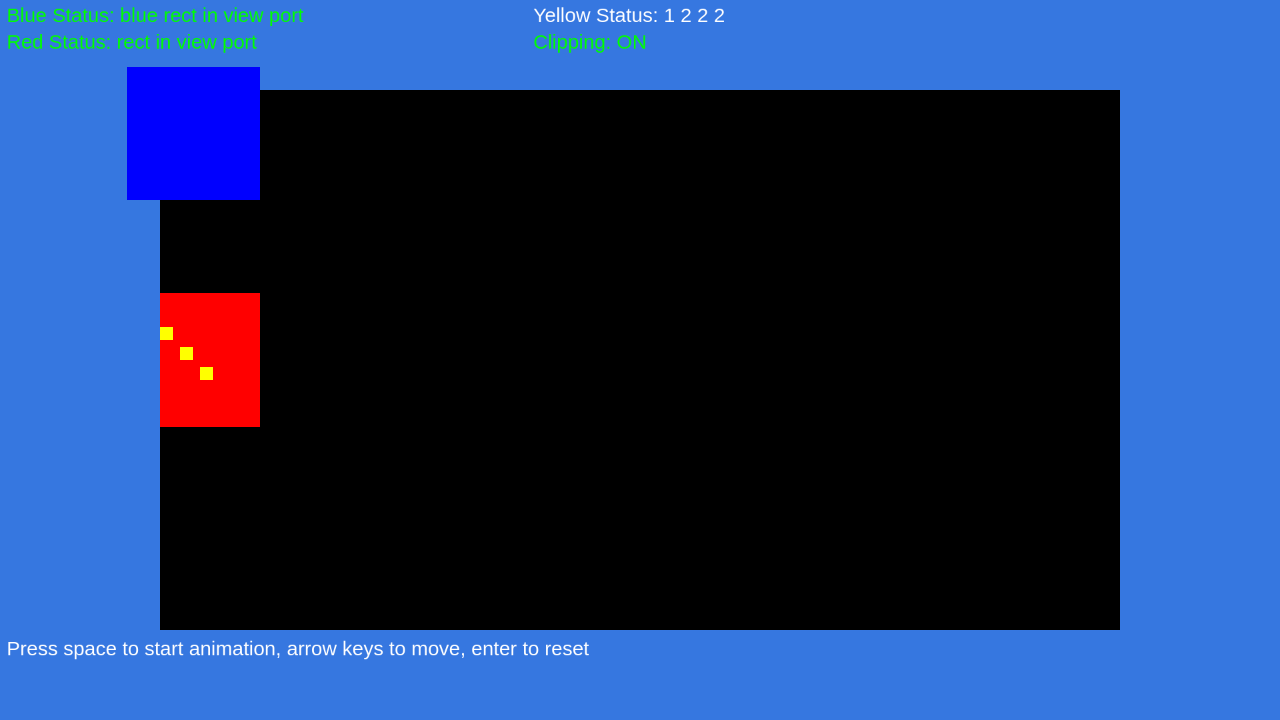 Blue Status: blue rect in view port
Yellow Status: 1 2 2 2
Red Status: rect in view port
Clipping: ON
Press space to start animation, arrow keys to move, enter to reset